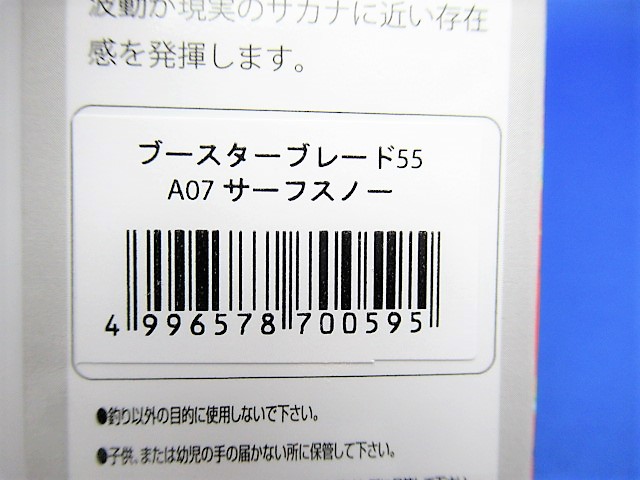 波動が現実のサカナに近い存在
感を発揮します。
ブースターブレード55
A07 サーフスノー
4 996578 700595
●釣り以外の目的に使用しないで下さい。
●子供、または幼児の手の届かない所に保管して下さい。